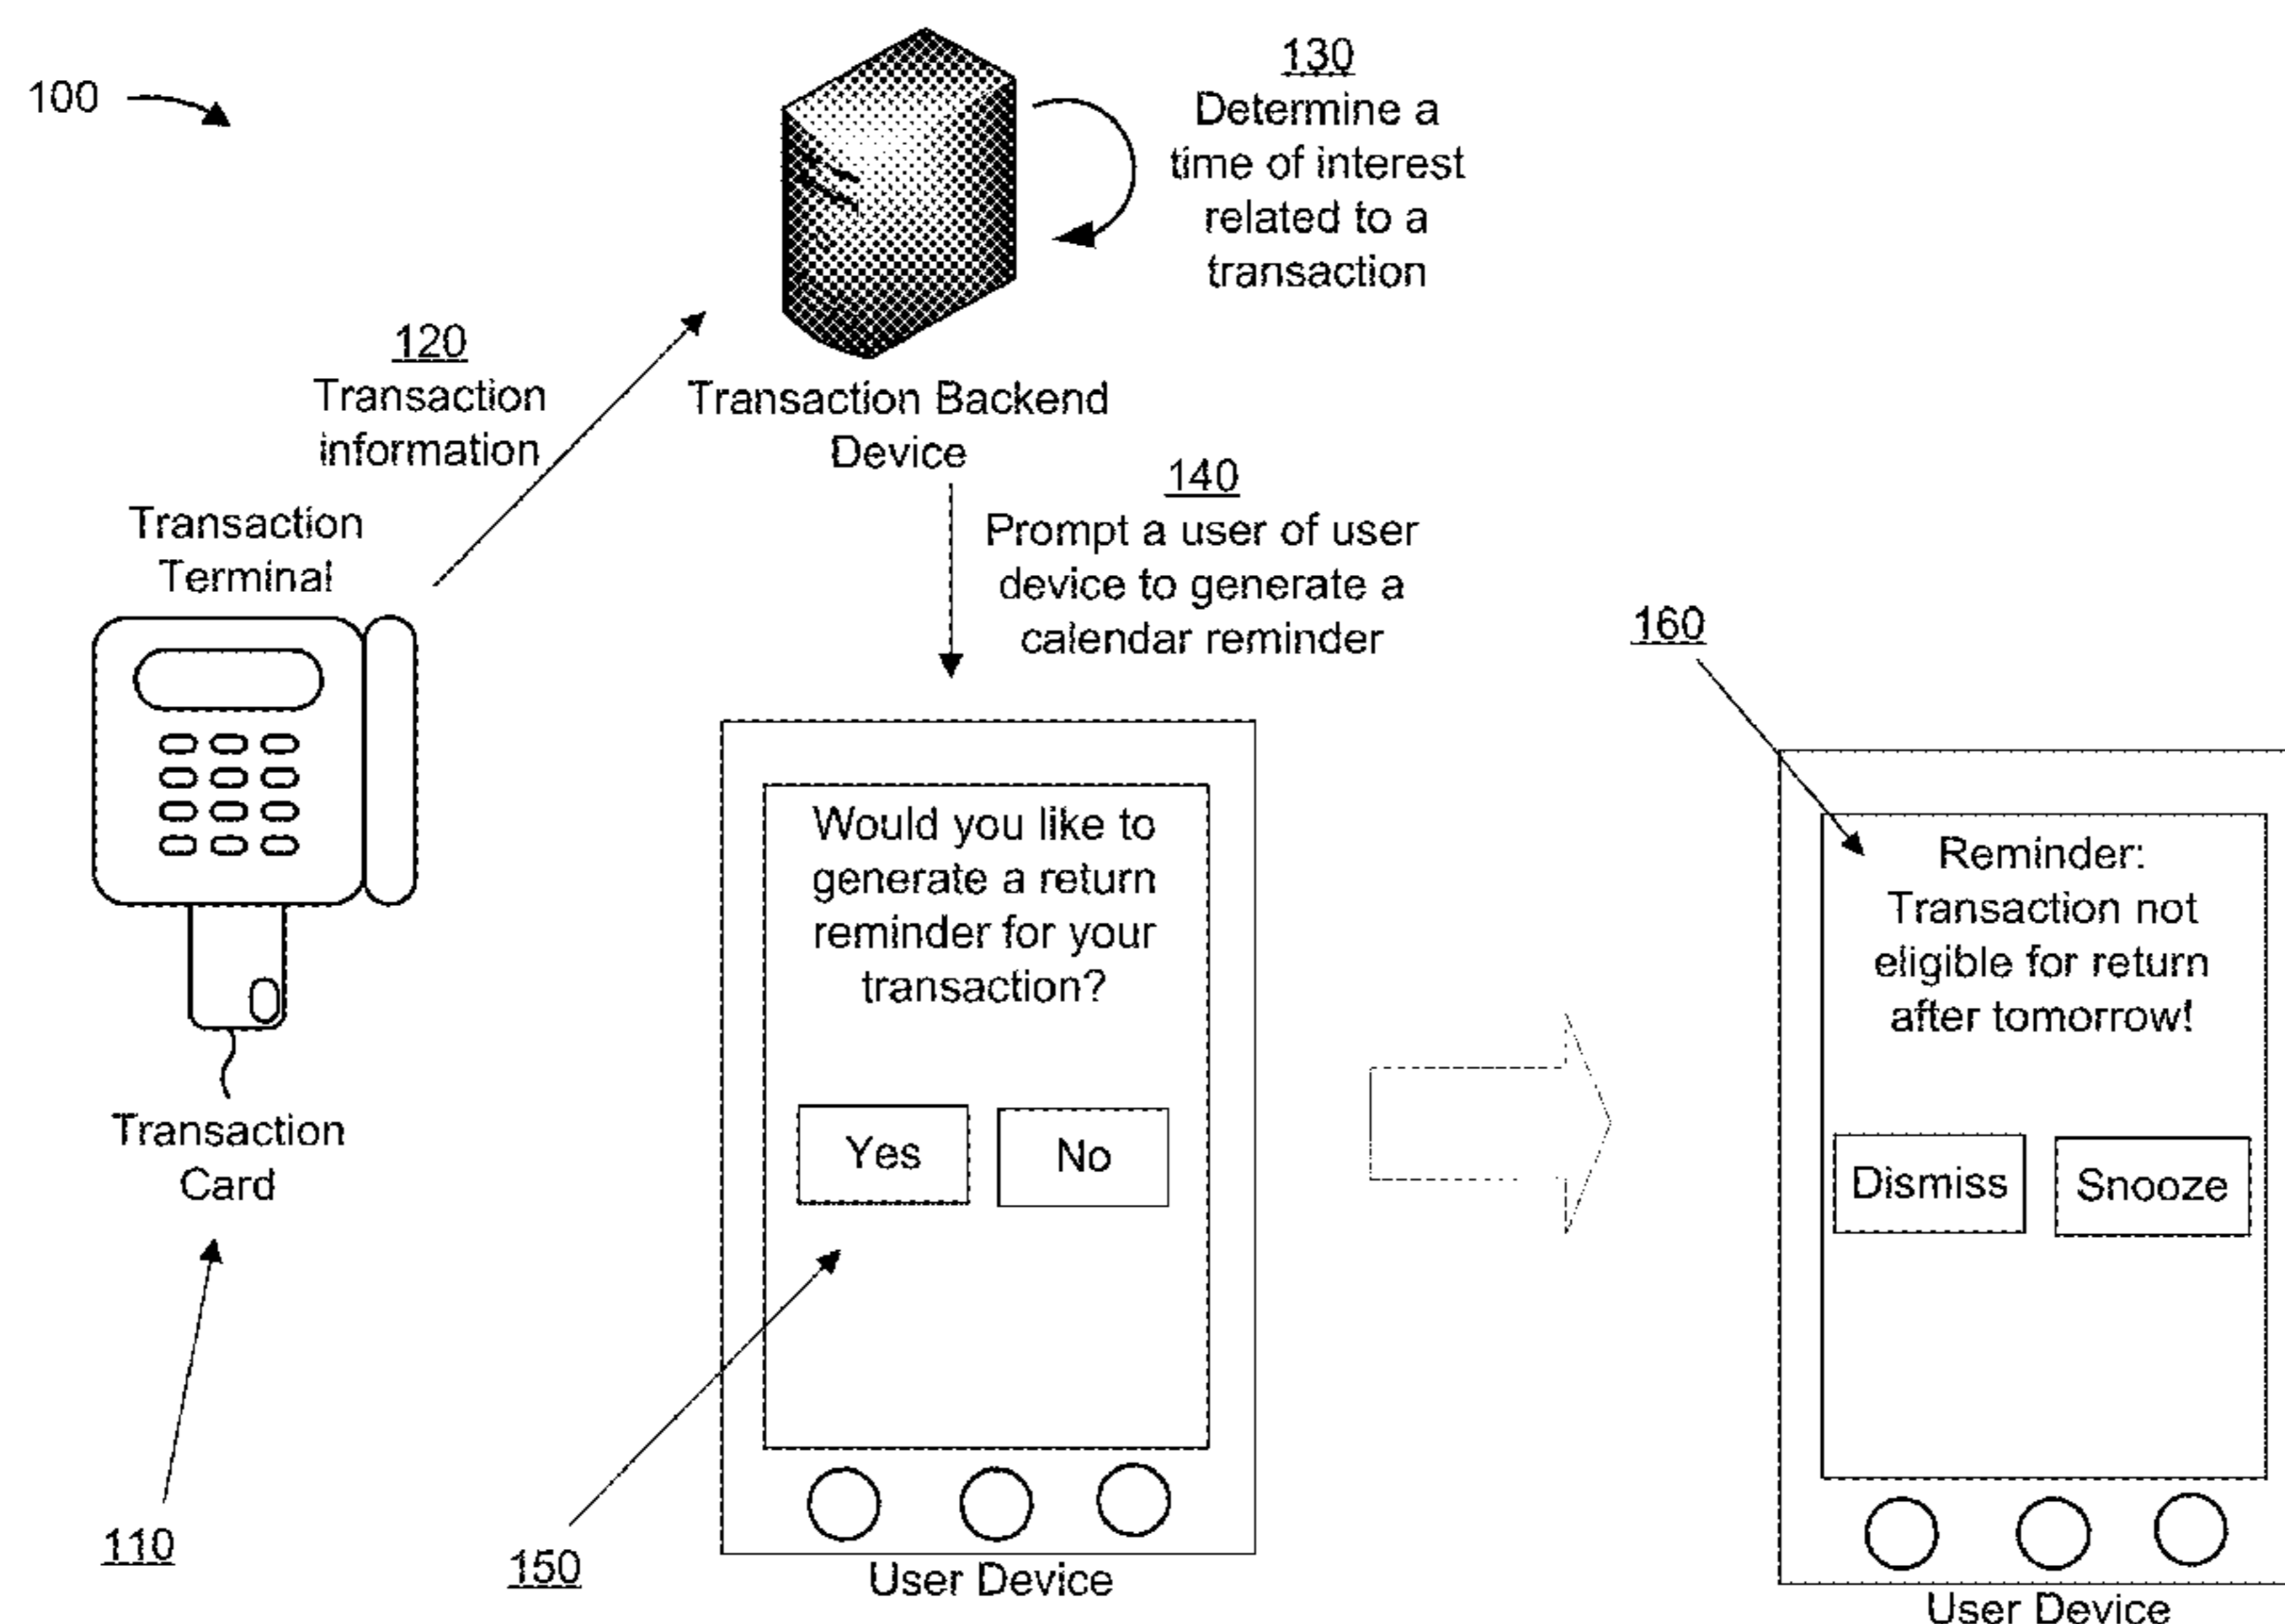 100
130
Determine a
time of interest
related to a
transaction
120
Transaction
information
Transaction Backend
Device
140
Prompt a user of user
device to generate a
calendar reminder
Transaction
Terminal
Transaction
Card
110
Would you like to
generate a return
reminder for your
transaction?
Yes
No
150
User Device
160
Reminder:
Transaction not
eligible for return
after tomorrow!
Dismiss
Snooze
User Device